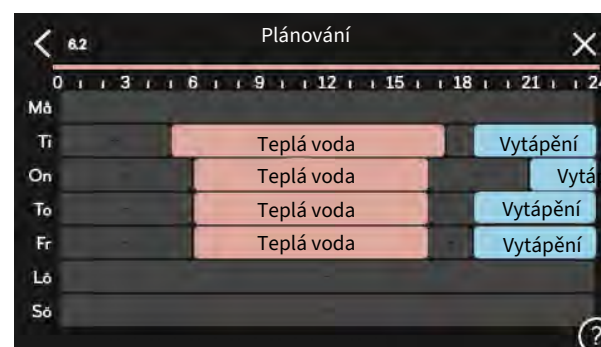 6.2 Plánování
0 3 6 9 12 15 18 21 24
Må
Ti Teplá voda Vytápění
On Teplá voda Vytá
To Teplá voda Vytápění
Fr Teplá voda Vytápění
Lö
Sö
?